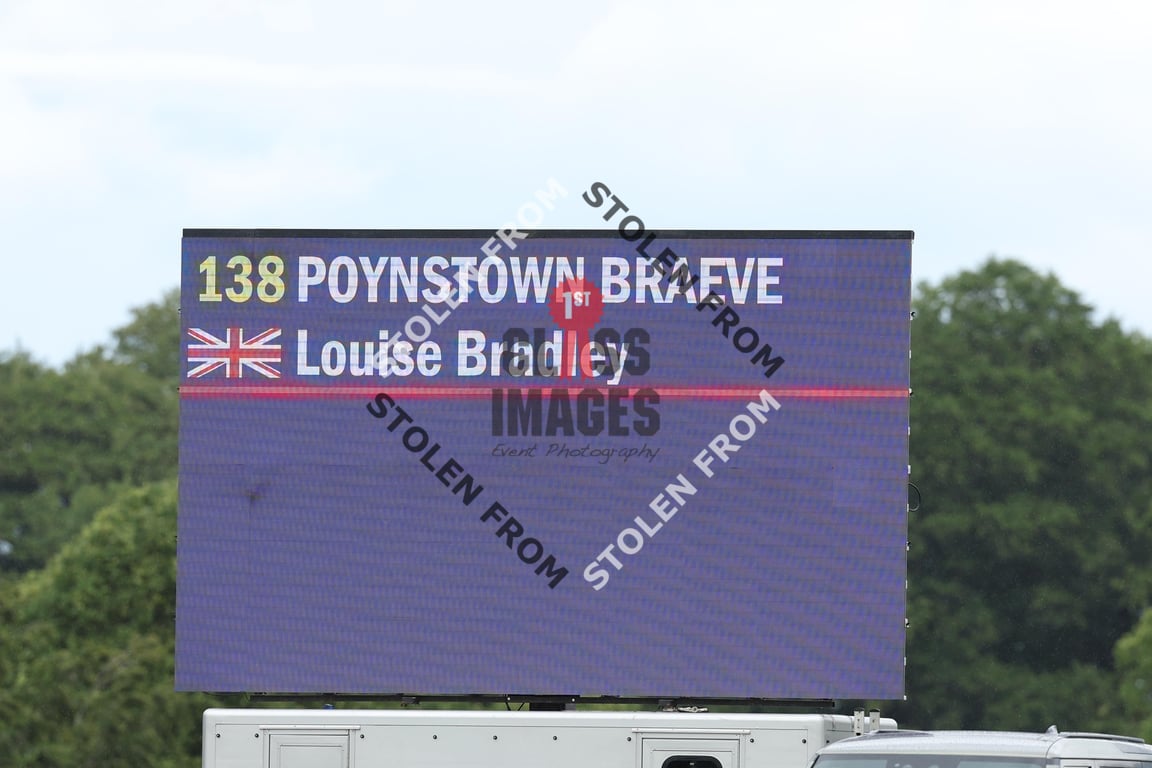 138 POYNSTOWN BRAEVE
Louise Bradley
STOLEN FROM
STOLEN FROM
1ST
CLASS
IMAGES
Event Photography
STOLEN FROM
STOLEN FROM